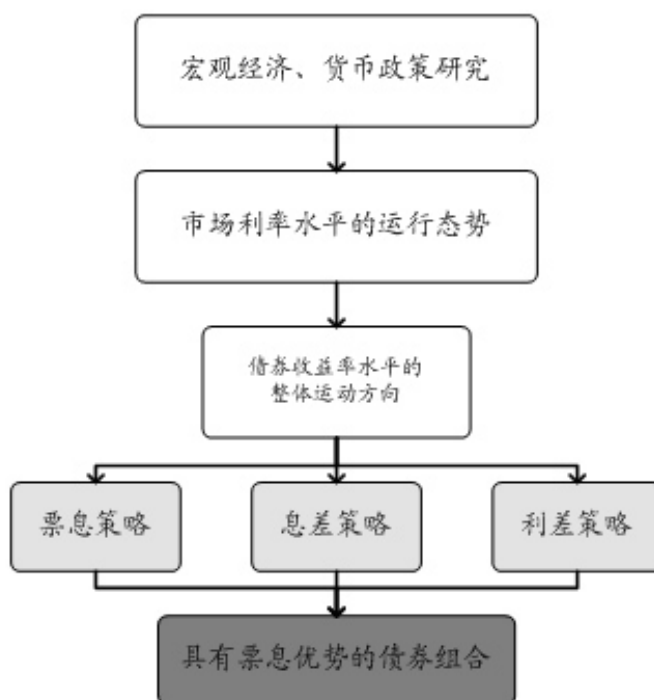 宏观经济、货币政策研究
市场利率水平的运行态势
债券收益率水平的
整体运动方向
票息策略
息差策略
利差策略
具有票息优势的债券组合